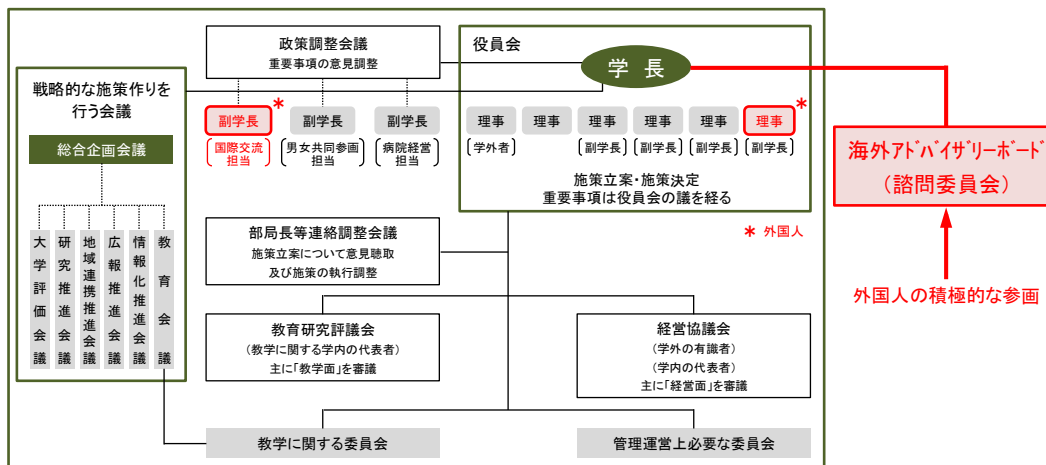 政策調整会議
重要事項の意見調整
役員会
学 長
戦略的な施策作りを
行う会議
総合企画会議
大学評価会議
研究推進会議
地域連携推進会議
広報推進会議
情報化推進会議
教育会議
副学長
*
副学長
副学長
国際交流
担当
男女共同参画
担当
病院経営
担当
理事
理事
理事
理事
理事
理事
*
(学外者)
(副学長)
(副学長)
(副学長)
(副学長)
施策立案・施策決定
重要事項は役員会の議を経る
* 外国人
海外アドバイザリーボード
(諮問委員会)
外国人の積極的な参画
部局長等連絡調整会議
施策立案について意見聴取
及び施策の執行調整
教育研究評議会
(教学に関する学内の代表者)
主に「教学面」を審議
経営協議会
(学外の有識者)
(学内の代表者)
主に「経営面」を審議
教学に関する委員会
管理運営上必要な委員会